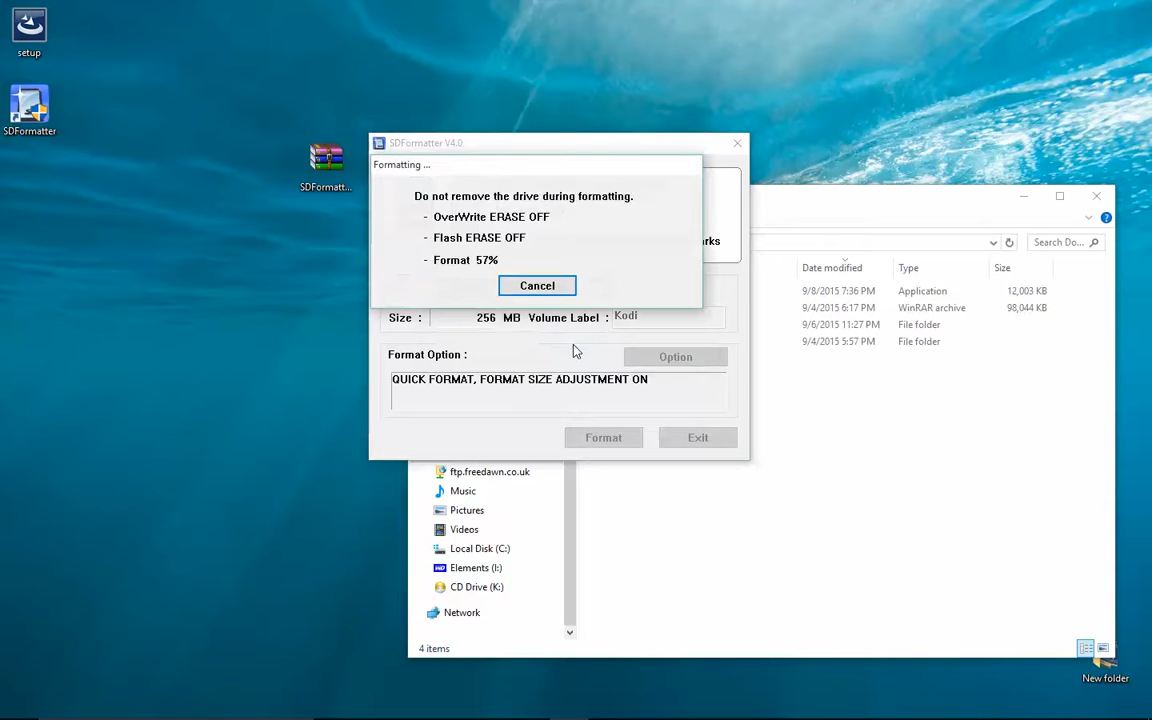 setup
SDFormatter
SDFormatt...
SDFormatter V4.0
Formatting ...
Do not remove the drive during formatting.
- OverWrite ERASE OFF
- Flash ERASE OFF
- Format 57%
Cancel
Size : 256 MB Volume Label : Kodi
Format Option :
Option
QUICK FORMAT, FORMAT SIZE ADJUSTMENT ON
Format Exit
rks
Search Do...
Date modified Type Size
9/8/2015 7:36 PM Application 12,003 KB
9/4/2015 6:17 PM WinRAR archive 98,044 KB
9/6/2015 11:27 PM File folder
9/4/2015 5:57 PM File folder
ftp.freedawn.co.uk
Music
Pictures
Videos
Local Disk (C:)
Elements (I:)
CD Drive (K:)
Network
4 items
New folder